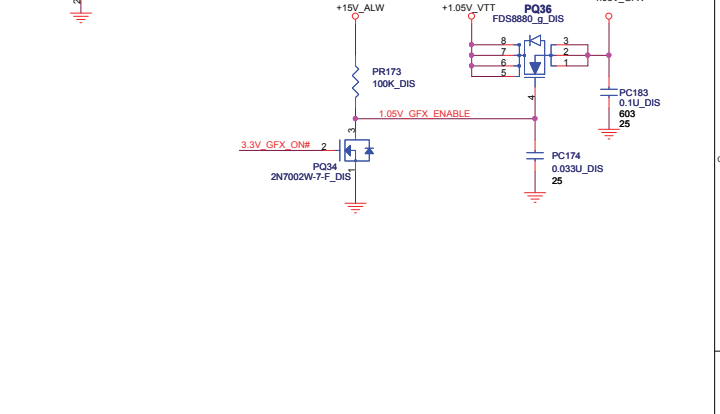 +15V_ALW
+1.05V_VTT
PQ36
FDS8880_g_DIS
8
7
6
5
3
2
1
4
PR173
100K_DIS
PC183
0.1U_DIS
603
25
1.05V_GFX_ENABLE
3
3.3V_GFX_ON#
2
1
PQ34
2N7002W-7-F_DIS
PC174
0.033U_DIS
25